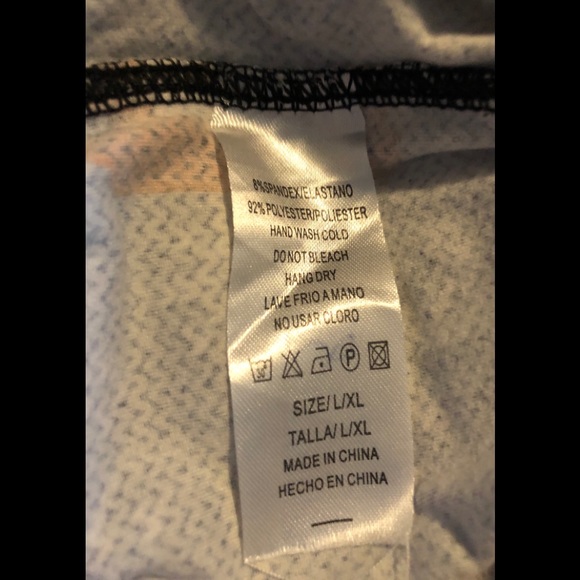 8%SPANDEX/ELASTANO
92%POLYESTER/POLIESTER
HAND WASH COLD
DO NOT BLEACH
HANG DRY
LAVE FRIO A MANO
NO USAR CLORO
P
SIZE/ L/XL
TALLA/ L/XL
MADE IN CHINA
HECHO EN CHINA